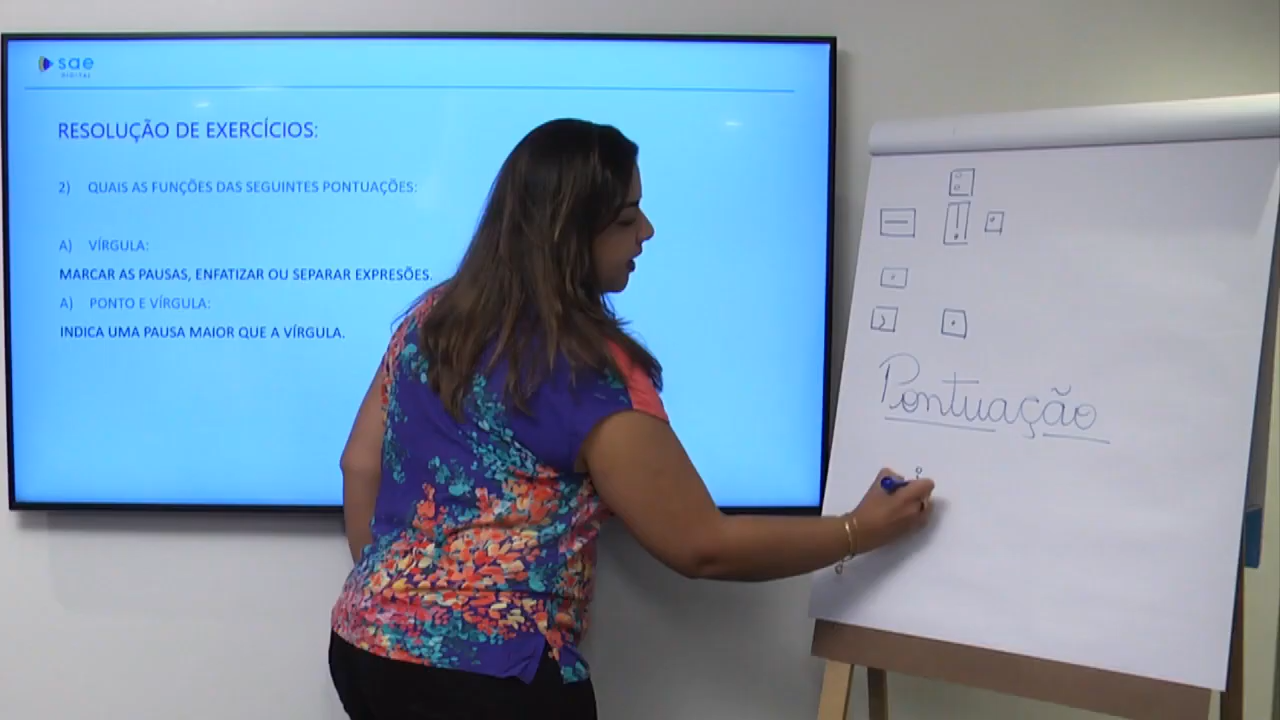 sae
DIGITAL
RESOLUÇÃO DE EXERCÍCIOS:
2) QUAIS AS FUNÇÕES DAS SEGUINTES PONTUAÇÕES:
A) VÍRGULA:
MARCAR AS PAUSAS, ENFATIZAR OU SEPARAR EXPRESÕES.
A) PONTO E VÍRGULA:
INDICA UMA PAUSA MAIOR QUE A VÍRGULA.
:
— ! .
.
, .
Pontuação